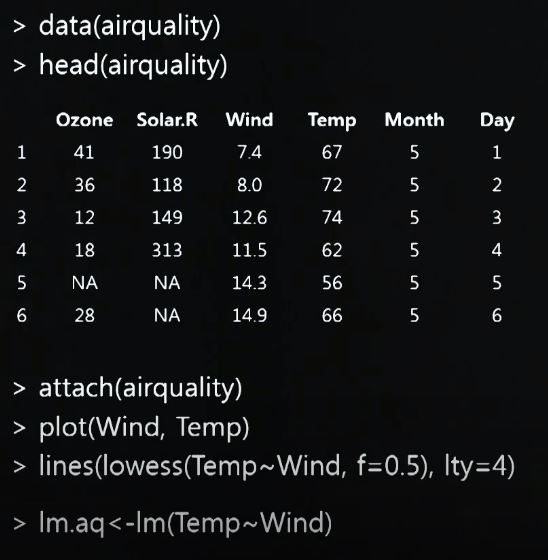 > data(airquality)
> head(airquality)
Ozone Solar.R Wind Temp Month Day
1 41 190 7.4 67 5 1
2 36 118 8.0 72 5 2
3 12 149 12.6 74 5 3
4 18 313 11.5 62 5 4
5 NA NA 14.3 56 5 5
6 28 NA 14.9 66 5 6
> attach(airquality)
> plot(Wind, Temp)
> lines(lowess(Temp~Wind, f=0.5), lty=4)
> lm.aq<-lm(Temp~Wind)